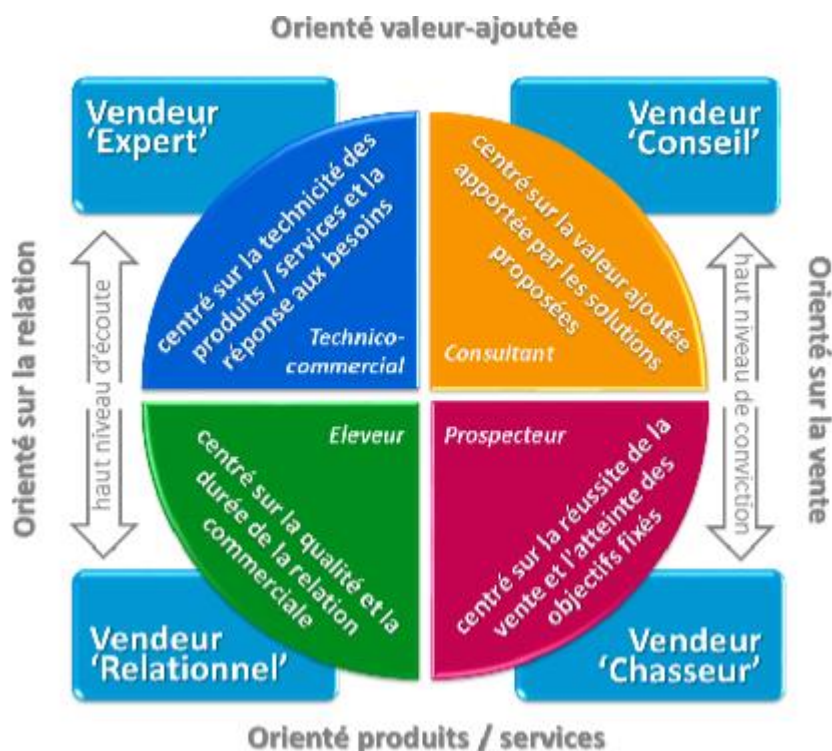 Orienté valeur-ajoutée
Vendeur
'Expert'
Vendeur
'Conseil'
centré sur la technicité des
produits / services et la
réponse aux besoins
Technico-
commercial
centré sur la valeur ajoutée
apportée par les solutions
proposées
Consultant
Orienté sur la relation
haut niveau d'écoute
haut niveau de conviction
Orienté sur la vente
Eleveur
centré sur la qualité et la
durée de la relation
commerciale
Prospecteur
centré sur la réussite de la
vente et l'atteinte des
objectifs fixés
Vendeur
'Relationnel'
Vendeur
'Chasseur'
Orienté produits / services